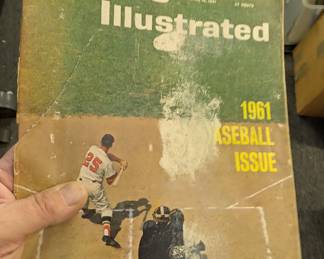 Illustrated
25 CENTS
1961
ASEBALL
ISSUE
25